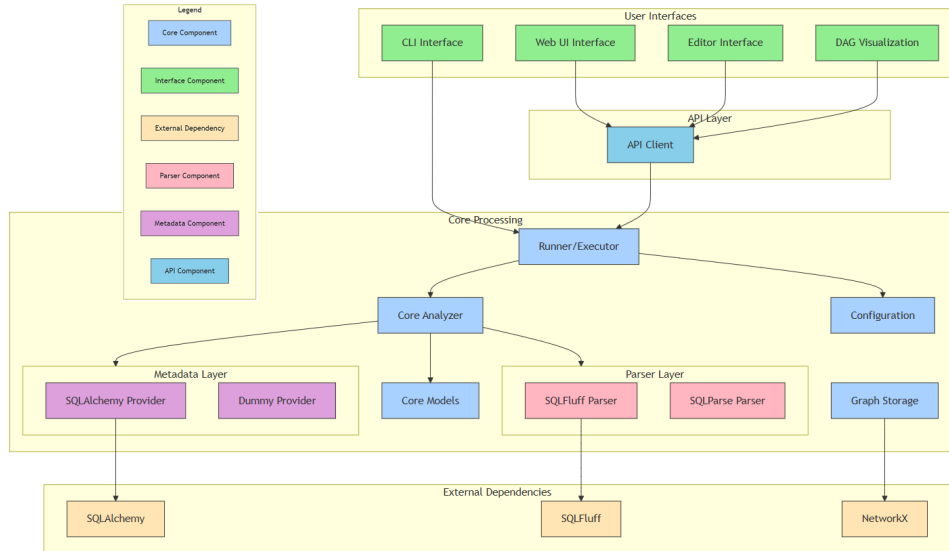 Legend
Core Component
Interface Component
External Dependency
Parser Component
Metadata Component
API Component
User Interfaces
CLI Interface
Web UI Interface
Editor Interface
DAG Visualization
API Layer
API Client
Core Processing
Runner/Executor
Core Analyzer
Configuration
Metadata Layer
SQLAlchemy Provider
Dummy Provider
Core Models
Parser Layer
SQLFluff Parser
SQLParse Parser
Graph Storage
External Dependencies
SQLAlchemy
SQLFluff
NetworkX